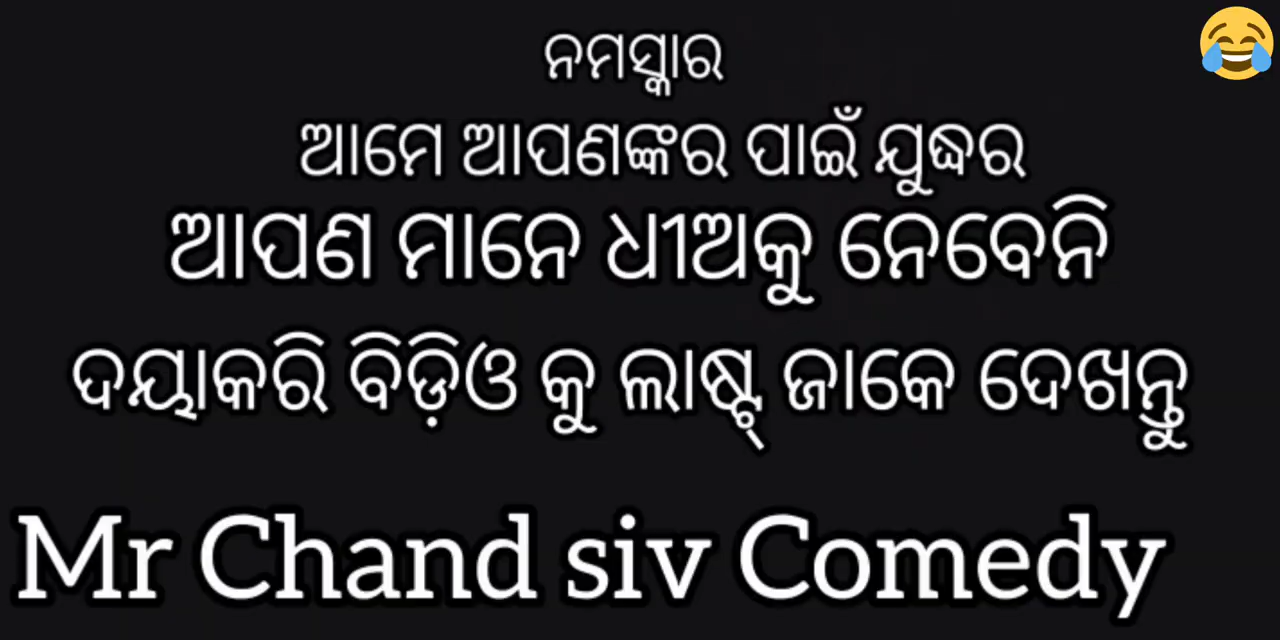 ନମସ୍କାର
ଆମେ ଆପଣଙ୍କର ପାଇଁ ଯୁଦ୍ଧର
ଆପଣ ମାନେ ଧୀଅକୁ ନେବେନି
ଦୟାକରି ବିଡ଼ିଓ କୁ ଲାଷ୍ଟ୍ ଜାକେ ଦେଖନ୍ତୁ
Mr Chand siv Comedy